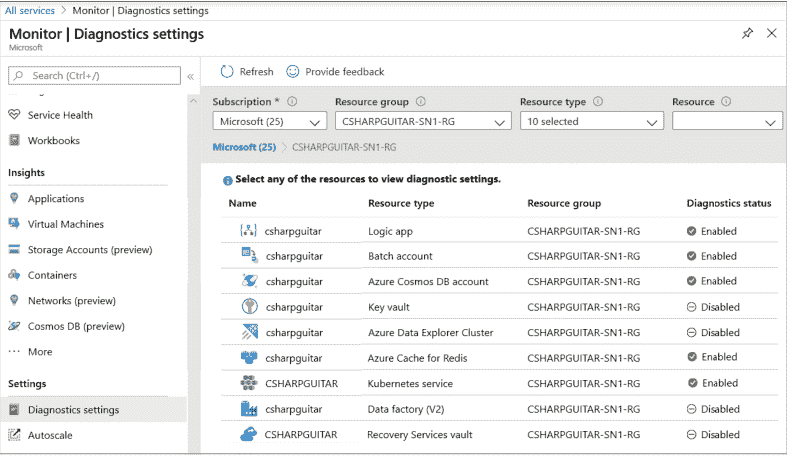 All services > Monitor | Diagnostics settings
Monitor | Diagnostics settings
Microsoft
Search (Ctrl+/)
«
Service Health
Workbooks
Insights
Applications
Virtual Machines
Storage Accounts (preview)
Containers
Networks (preview)
Cosmos DB (preview)
More
Settings
Diagnostics settings
Autoscale
Refresh Provide feedback
Subscription * Resource group Resource type Resource
Microsoft (25) CSHARPGUITAR-SN1-RG 10 selected
Microsoft (25) > CSHARPGUITAR-SN1-RG
Select any of the resources to view diagnostic settings.
Name Resource type Resource group Diagnostics status
csharpguitar Logic app CSHARPGUITAR-SN1-RG Enabled
csharpguitar Batch account CSHARPGUITAR-SN1-RG Enabled
csharpguitar Azure Cosmos DB account CSHARPGUITAR-SN1-RG Enabled
csharpguitar Key vault CSHARPGUITAR-SN1-RG Disabled
csharpguitar Azure Data Explorer Cluster CSHARPGUITAR-SN1-RG Disabled
csharpguitar Azure Cache for Redis CSHARPGUITAR-SN1-RG Enabled
CSHARPGUITAR Kubernetes service CSHARPGUITAR-SN1-RG Enabled
csharpguitar Data factory (V2) CSHARPGUITAR-SN1-RG Disabled
CSHARPGUITAR Recovery Services vault CSHARPGUITAR-SN1-RG Disabled